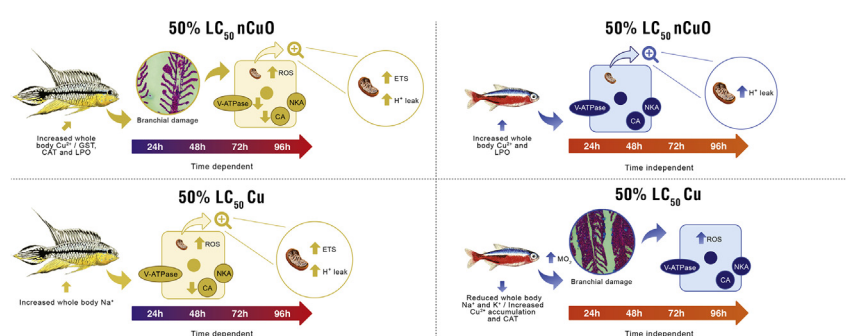 50% LC50 nCuO
ROS
V-ATPase
NKA
CA
ETS
H⁺ leak
Branchial damage
Increased whole
body Cu²⁺ / GST,
CAT and LPO
24h 48h 72h 96h
Time dependent
50% LC50 nCuO
V-ATPase
NKA
CA
H⁺ leak
Increased whole
body Cu²⁺ and
LPO
24h 48h 72h 96h
Time independent
50% LC50 Cu
ROS
V-ATPase
NKA
CA
ETS
H⁺ leak
Increased whole body Na⁺
24h 48h 72h 96h
Time dependent
50% LC50 Cu
MO2
Branchial damage
ROS
V-ATPase
NKA
CA
Reduced whole body
Na⁺ and K⁺ / Increased
Cu²⁺ accumulation
and CAT
24h 48h 72h 96h
Time independent